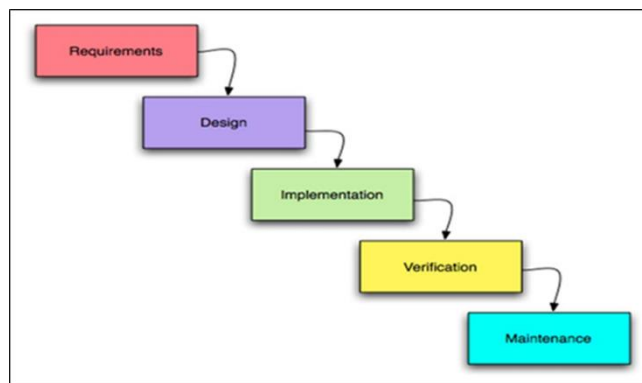 Requirements
Design
Implementation
Verification
Maintenance